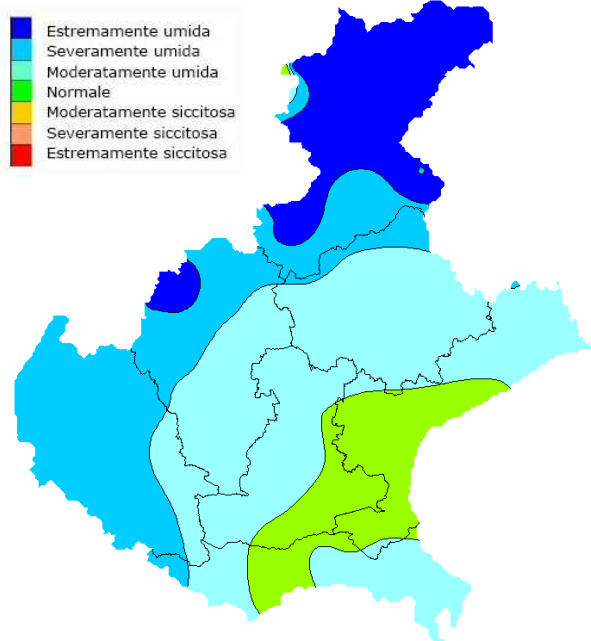 Estremamente umida
Severamente umida
Moderatamente umida
Normale
Moderatamente siccitosa
Severamente siccitosa
Estremamente siccitosa